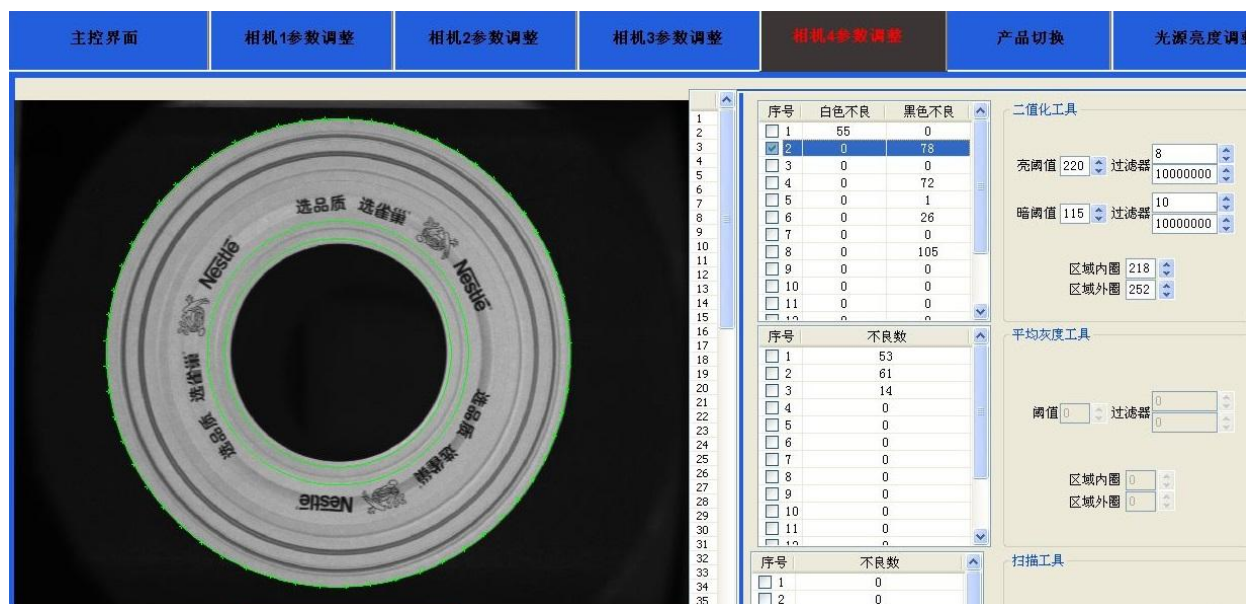 主控界面
相机1参数调整
相机2参数调整
相机3参数调整
相机4参数调整
产品切换
光源亮度调整
选品质 选雀巢
Nestle
Nestle
选品质 选雀巢
选品质 选雀巢
Nestle
1
2
3
4
5
6
7
8
9
10
11
12
13
14
15
16
17
18
19
20
21
22
23
24
25
26
27
28
29
30
31
32
33
34
35
序号 白色不良 黑色不良
1 55 0
2 0 78
3 0 0
4 0 72
5 0 1
6 0 26
7 0 0
8 0 105
9 0 0
10 0 0
11 0 0
12 0 0
二值化工具
亮阈值 220 过滤器 8
10000000
暗阈值 115 过滤器 10
10000000
区域内圈 218
区域外圈 252
序号 不良数
1 53
2 61
3 14
4 0
5 0
6 0
7 0
8 0
9 0
10 0
11 0
12 0
平均灰度工具
阈值 0 过滤器 0
0
区域内圈 0
区域外圈 0
序号 不良数
1 0
2 0
扫描工具